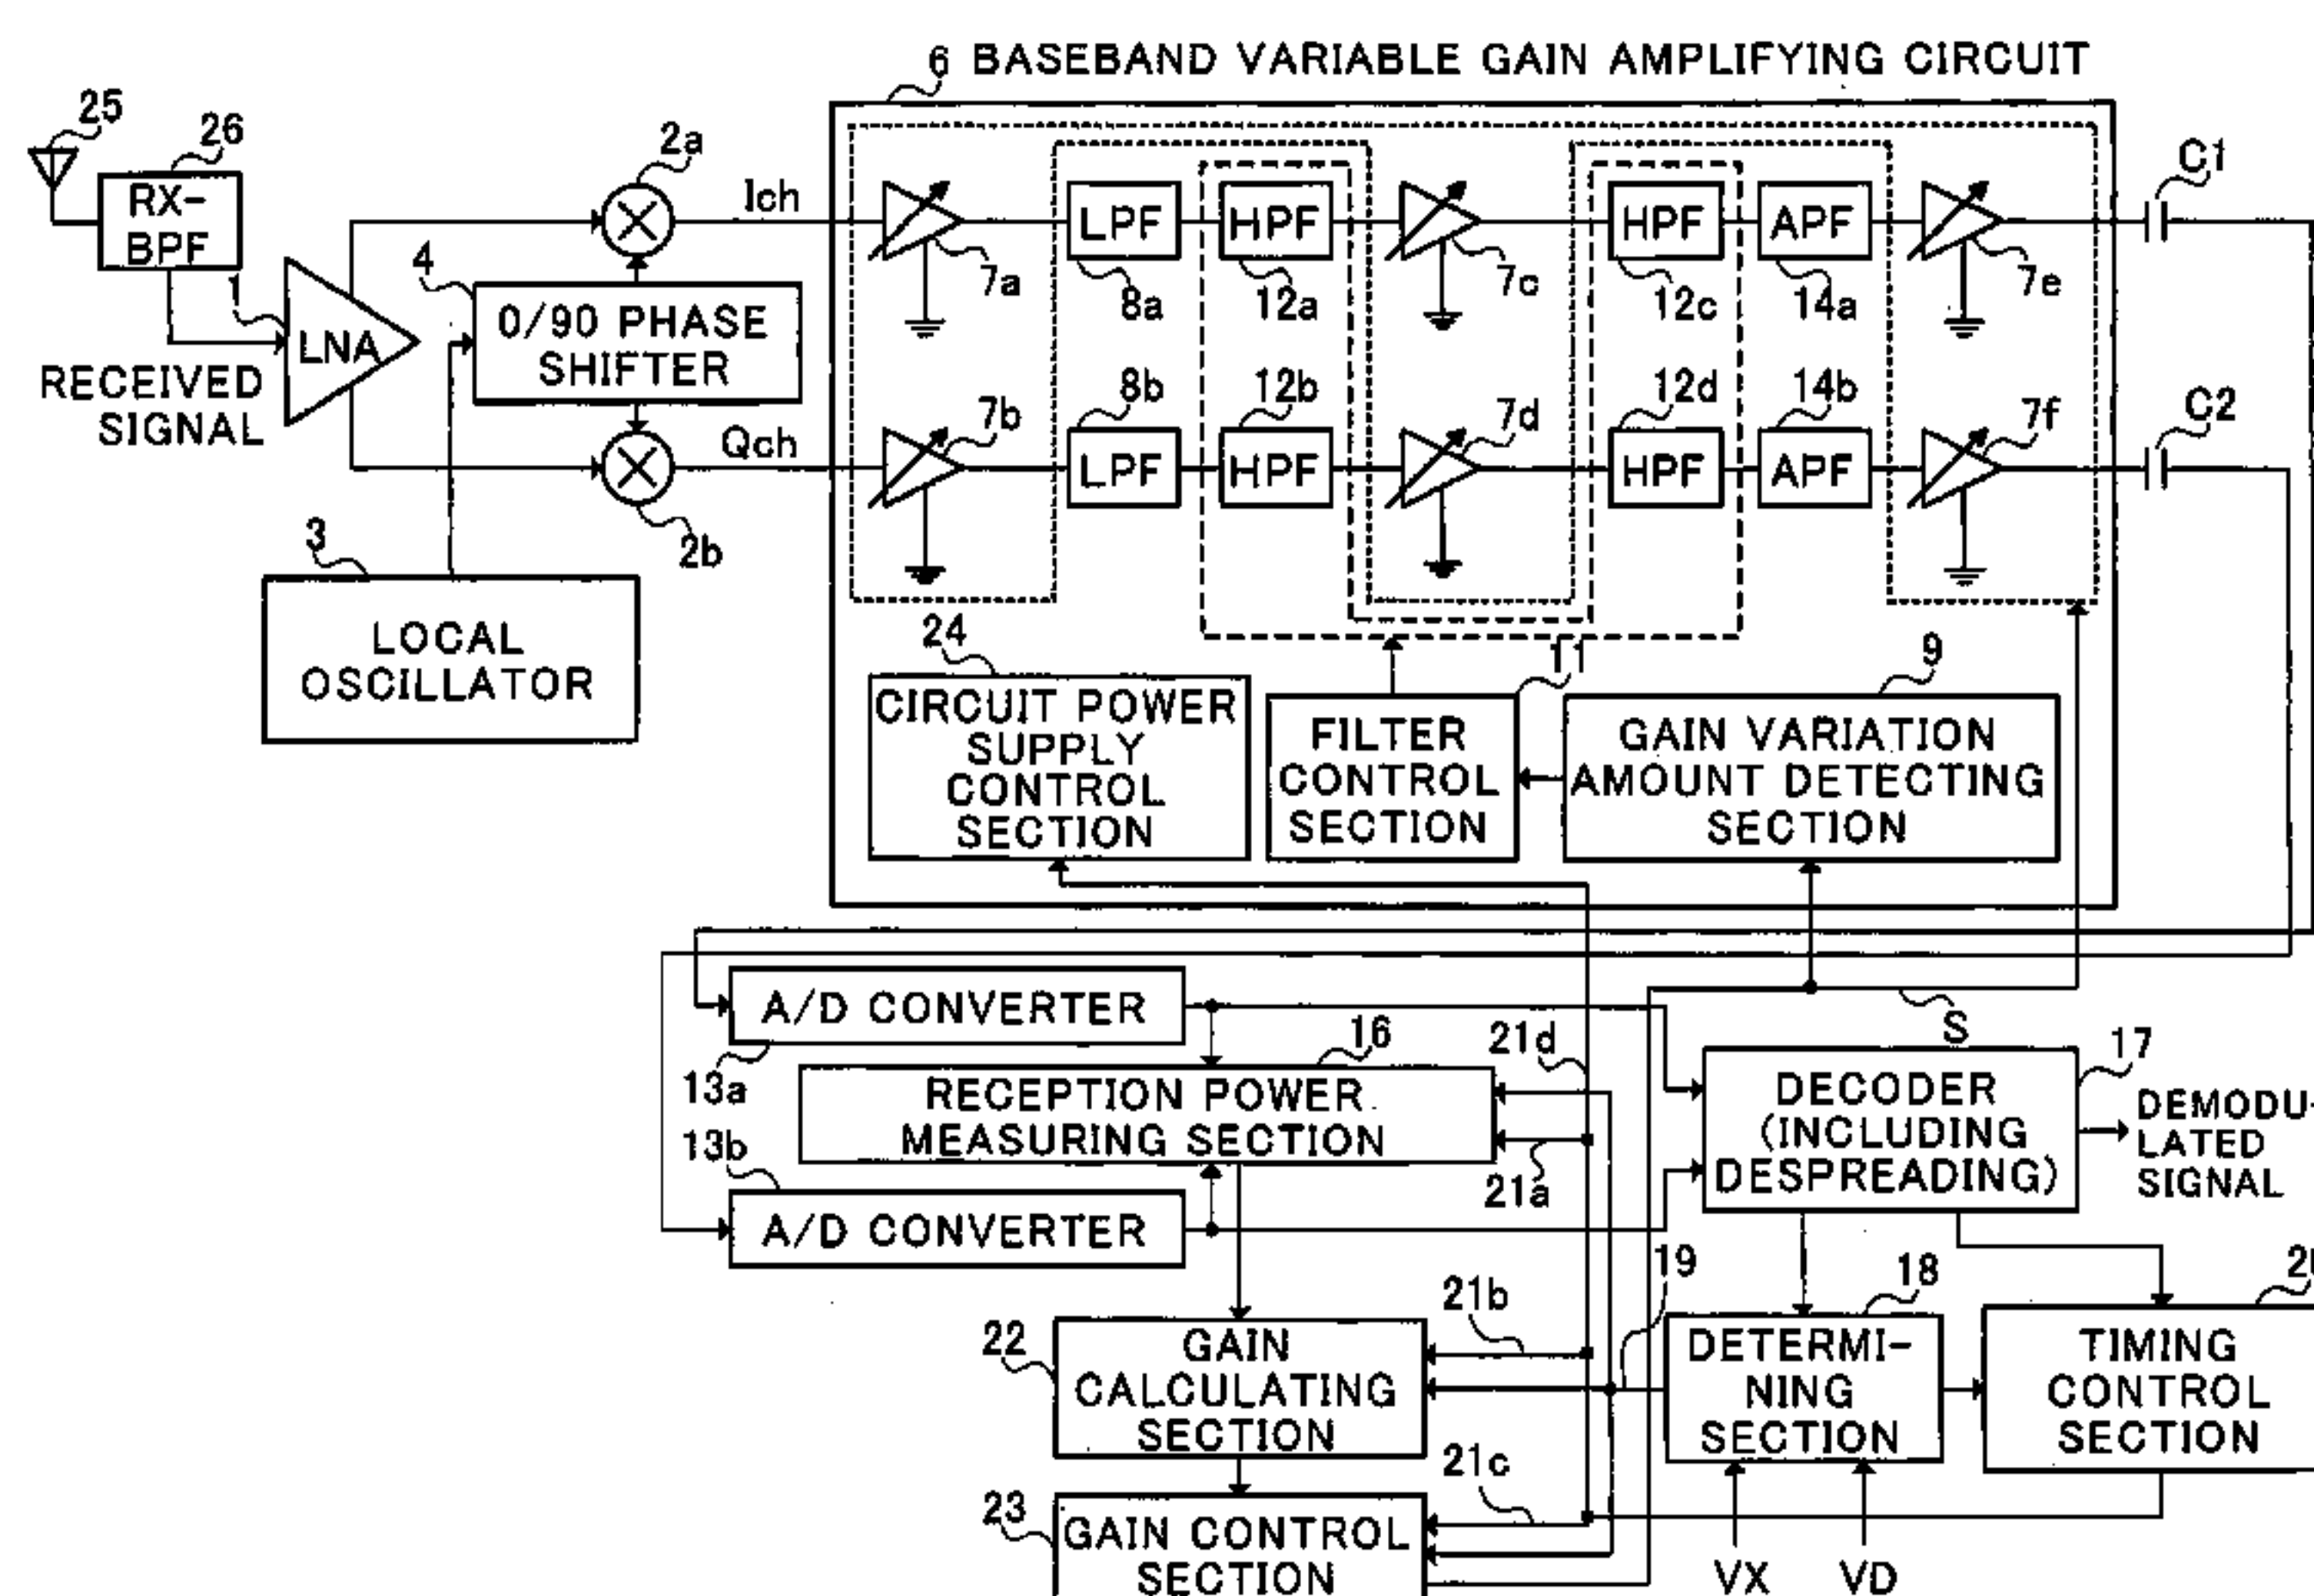 6 BASEBAND VARIABLE GAIN AMPLIFYING CIRCUIT
25
26
RX-
BPF
2a
Ich
C1
7a
LPF
8a
HPF
12a
7c
HPF
12c
APF
14a
7e
4
0/90 PHASE
SHIFTER
1
LNA
RECEIVED
SIGNAL
7b
Qch
2b
8b
LPF
12b
HPF
7d
12d
HPF
14b
APF
7f
C2
3
LOCAL
OSCILLATOR
24
CIRCUIT POWER
SUPPLY
CONTROL
SECTION
11
FILTER
CONTROL
SECTION
9
GAIN VARIATION
AMOUNT DETECTING
SECTION
A/D CONVERTER
13a
16
RECEPTION POWER
MEASURING SECTION
21d
21a
S
17
DECODER
(INCLUDING
DESPREADING)
DEMODU-
LATED
SIGNAL
13b
A/D CONVERTER
19
18
21b
22
GAIN
CALCULATING
SECTION
DETERMI-
NING
SECTION
TIMING
CONTROL
SECTION
21c
23
GAIN CONTROL
SECTION
VX
VD